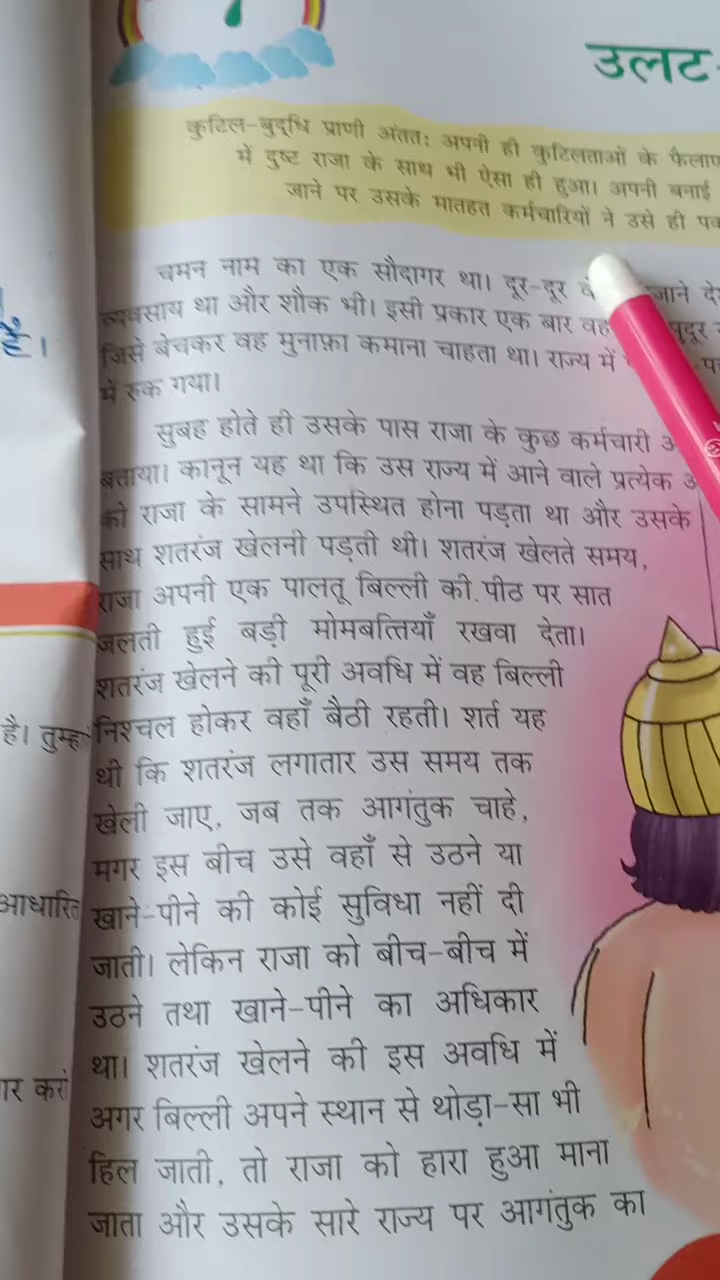 उलट-
कुटिल-बुद्धि प्राणी अंततः अपनी ही कुटिलताओं के
में दुष्ट राजा के साथ भी ऐसा ही हुआ। अपनी बनाई
जाने पर उसके मातहत कर्मचारियों ने उसे ही
चमन नाम का एक सौदागर था। दूर-दूर जाने
व्यवसाय था और शौक भी। इसी प्रकार एक बार वह
जिसे बेचकर वह मुनाफ़ा कमाना चाहता था। राज्य में
में रुक गया।
सुबह होते ही उसके पास राजा के कुछ कर्मचारी
बताया। कानून यह था कि उस राज्य में आने वाले प्रत्येक
को राजा के सामने उपस्थित होना पड़ता था और उसके
साथ शतरंज खेलनी पड़ती थी। शतरंज खेलते समय,
राजा अपनी एक पालतू बिल्ली की पीठ पर सात
जलती हुई बड़ी मोमबत्तियाँ रखवा देता।
शतरंज खेलने की पूरी अवधि में वह बिल्ली
निश्चल होकर वहाँ बैठी रहती। शर्त यह
थी कि शतरंज लगातार उस समय तक
खेली जाए, जब तक आगंतुक चाहे,
मगर इस बीच उसे वहाँ से उठने या
खाने-पीने की कोई सुविधा नहीं दी
जाती। लेकिन राजा को बीच-बीच में
उठने तथा खाने-पीने का अधिकार
था। शतरंज खेलने की इस अवधि में
अगर बिल्ली अपने स्थान से थोड़ा-सा भी
हिल जाती, तो राजा को हारा हुआ माना
जाता और उसके सारे राज्य पर आगंतुक का
है।
है। तुम्हा
आधारित
करो